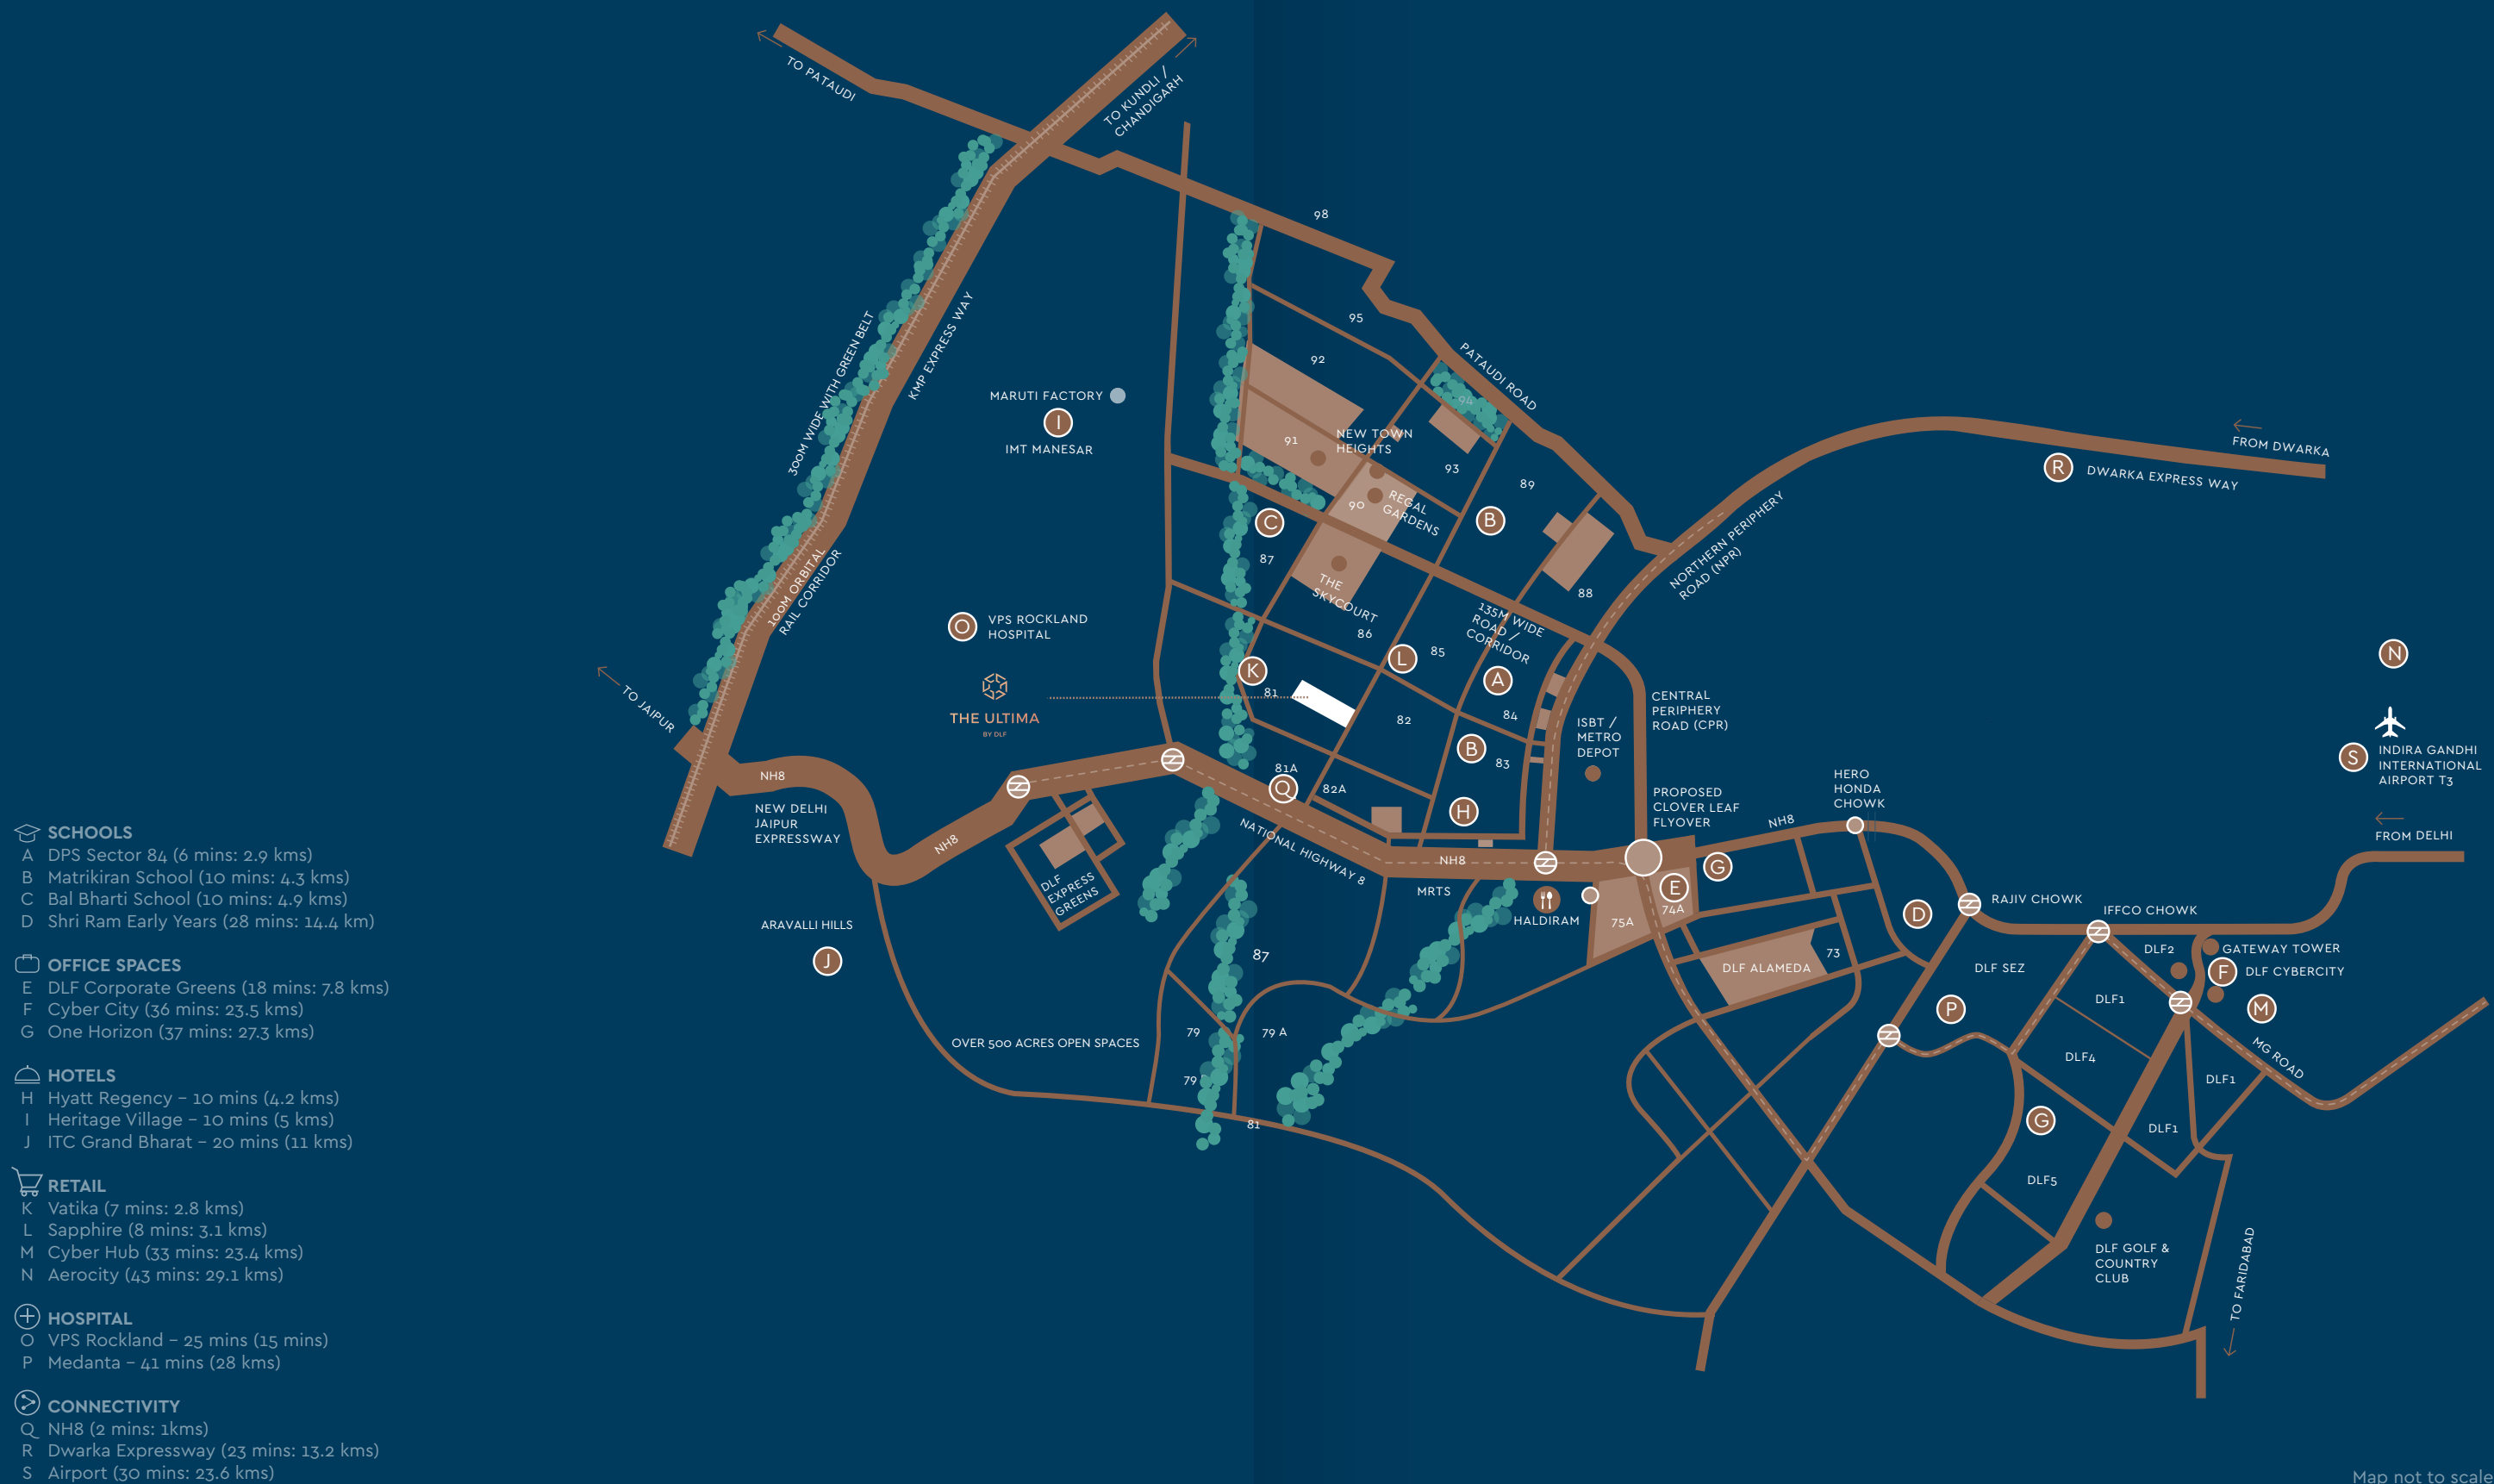 TO PATAUDI
TO KUNDLI /
CHANDIGARH
98
95
92
300M WIDE WITH GREEN BELT
KMP EXPRESS WAY
PATAUDI ROAD
94
MARUTI FACTORY
I
IMT MANESAR
91
NEW TOWN
HEIGHTS
93
89
FROM DWARKA
R
DWARKA EXPRESS WAY
90
REGAL
GARDENS
B
C
87
NORTHERN PERIPHERY
ROAD (NPR)
100M ORBITAL
RAIL CORRIDOR
THE
SKYCOURT
88
135M WIDE
ROAD /
CORRIDOR
O
VPS ROCKLAND
HOSPITAL
86
85
L
K
A
N
TO JAIPUR
THE ULTIMA
BY DLF
81
82
84
CENTRAL
PERIPHERY
ROAD (CPR)
ISBT /
METRO
DEPOT
B
83
S
INDIRA GANDHI
INTERNATIONAL
AIRPORT T3
NH8
81A
Q
82A
H
HERO
HONDA
CHOWK
PROPOSED
CLOVER LEAF
FLYOVER
NEW DELHI
JAIPUR
EXPRESSWAY
NH8
NATIONAL HIGHWAY 8
NH8
NH8
FROM DELHI
G
MRTS
DLF
EXPRESS
GREENS
HALDIRAM
E
74A
75A
D
RAJIV CHOWK
IFFCO CHOWK
ARAVALLI HILLS
J
87
DLF ALAMEDA
73
DLF SEZ
DLF2
GATEWAY TOWER
F
DLF CYBERCITY
DLF1
P
M
79
79 A
OVER 500 ACRES OPEN SPACES
79
DLF4
MG ROAD
DLF1
81
G
DLF1
DLF5
DLF GOLF &
COUNTRY
CLUB
TO FARIDABAD
SCHOOLS
A DPS Sector 84 (6 mins: 2.9 kms)
B Matrikiran School (10 mins: 4.3 kms)
C Bal Bharti School (10 mins: 4.9 kms)
D Shri Ram Early Years (28 mins: 14.4 km)
OFFICE SPACES
E DLF Corporate Greens (18 mins: 7.8 kms)
F Cyber City (36 mins: 23.5 kms)
G One Horizon (37 mins: 27.3 kms)
HOTELS
H Hyatt Regency – 10 mins (4.2 kms)
I Heritage Village – 10 mins (5 kms)
J ITC Grand Bharat – 20 mins (11 kms)
RETAIL
K Vatika (7 mins: 2.8 kms)
L Sapphire (8 mins: 3.1 kms)
M Cyber Hub (33 mins: 23.4 kms)
N Aerocity (43 mins: 29.1 kms)
HOSPITAL
O VPS Rockland – 25 mins (15 mins)
P Medanta – 41 mins (28 kms)
CONNECTIVITY
Q NH8 (2 mins: 1kms)
R Dwarka Expressway (23 mins: 13.2 kms)
S Airport (30 mins: 23.6 kms)
Map not to scale